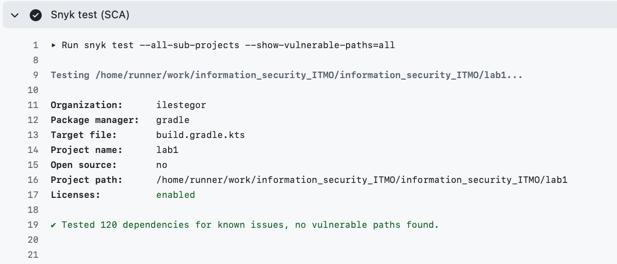 Snyk test (SCA)
1 ▸ Run snyk test --all-sub-projects --show-vulnerable-paths=all
8
9 Testing /home/runner/work/information_security_ITMO/information_security_ITMO/lab1...
10
11 Organization: ilestegor
12 Package manager: gradle
13 Target file: build.gradle.kts
14 Project name: lab1
15 Open source: no
16 Project path: /home/runner/work/information_security_ITMO/information_security_ITMO/lab1
17 Licenses: enabled
18
19 ✔ Tested 120 dependencies for known issues, no vulnerable paths found.
20
21